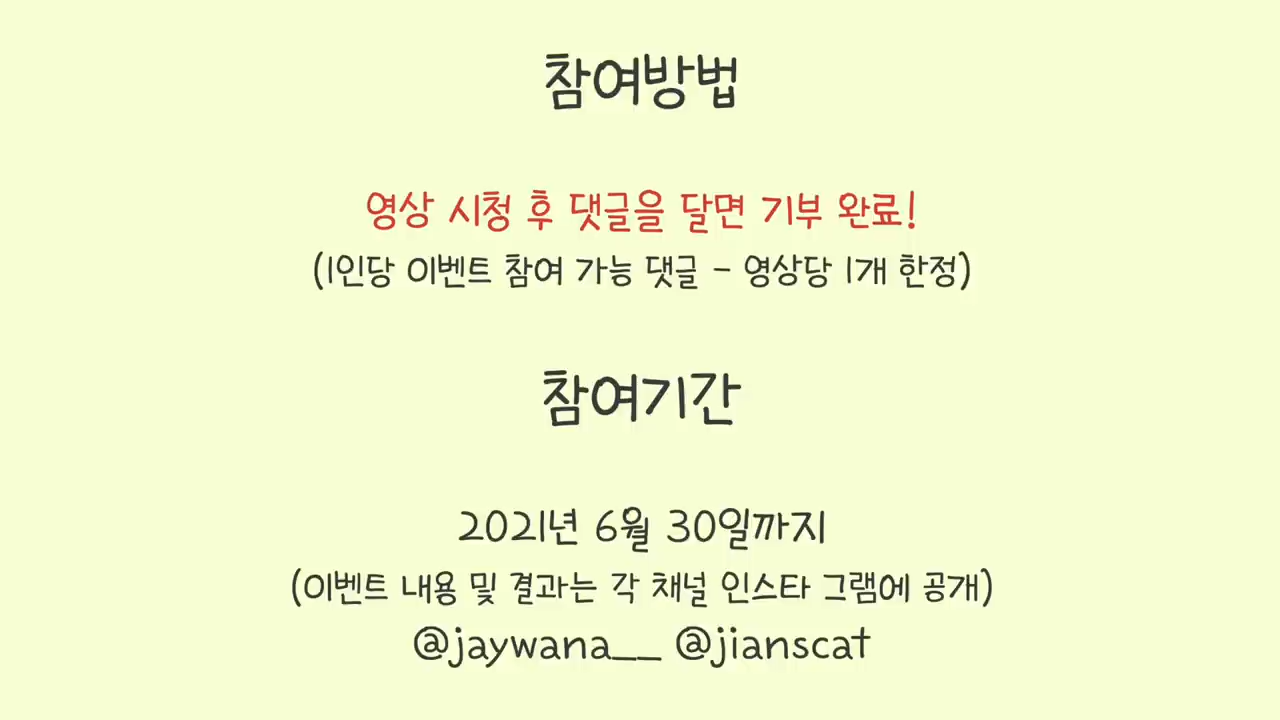 참여방법
영상 시청 후 댓글을 달면 기부 완료!
(1인당 이벤트 참여 가능 댓글 - 영상당 1개 한정)
참여기간
2021년 6월 30일까지
(이벤트 내용 및 결과는 각 채널 인스타 그램에 공개)
@jaywana__ @jianscat